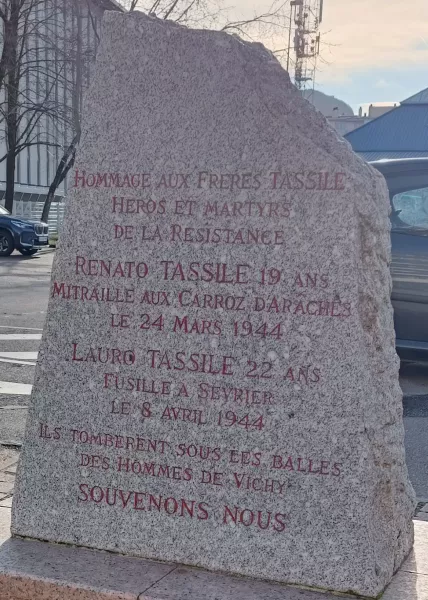 HOMMAGE AUX FRERES TASSILE
HEROS ET MARTYRS
DE LA RESISTANCE
RENATO TASSILE 19 ANS
MITRAILLE AUX CARROZ D'ARACHES
LE 24 MARS 1944
LAURO TASSILE 22 ANS
FUSILLE A SEVRIER
LE 8 AVRIL 1944
ILS TOMBERENT SOUS LES BALLES
DES HOMMES DE VICHY
SOUVENONS NOUS